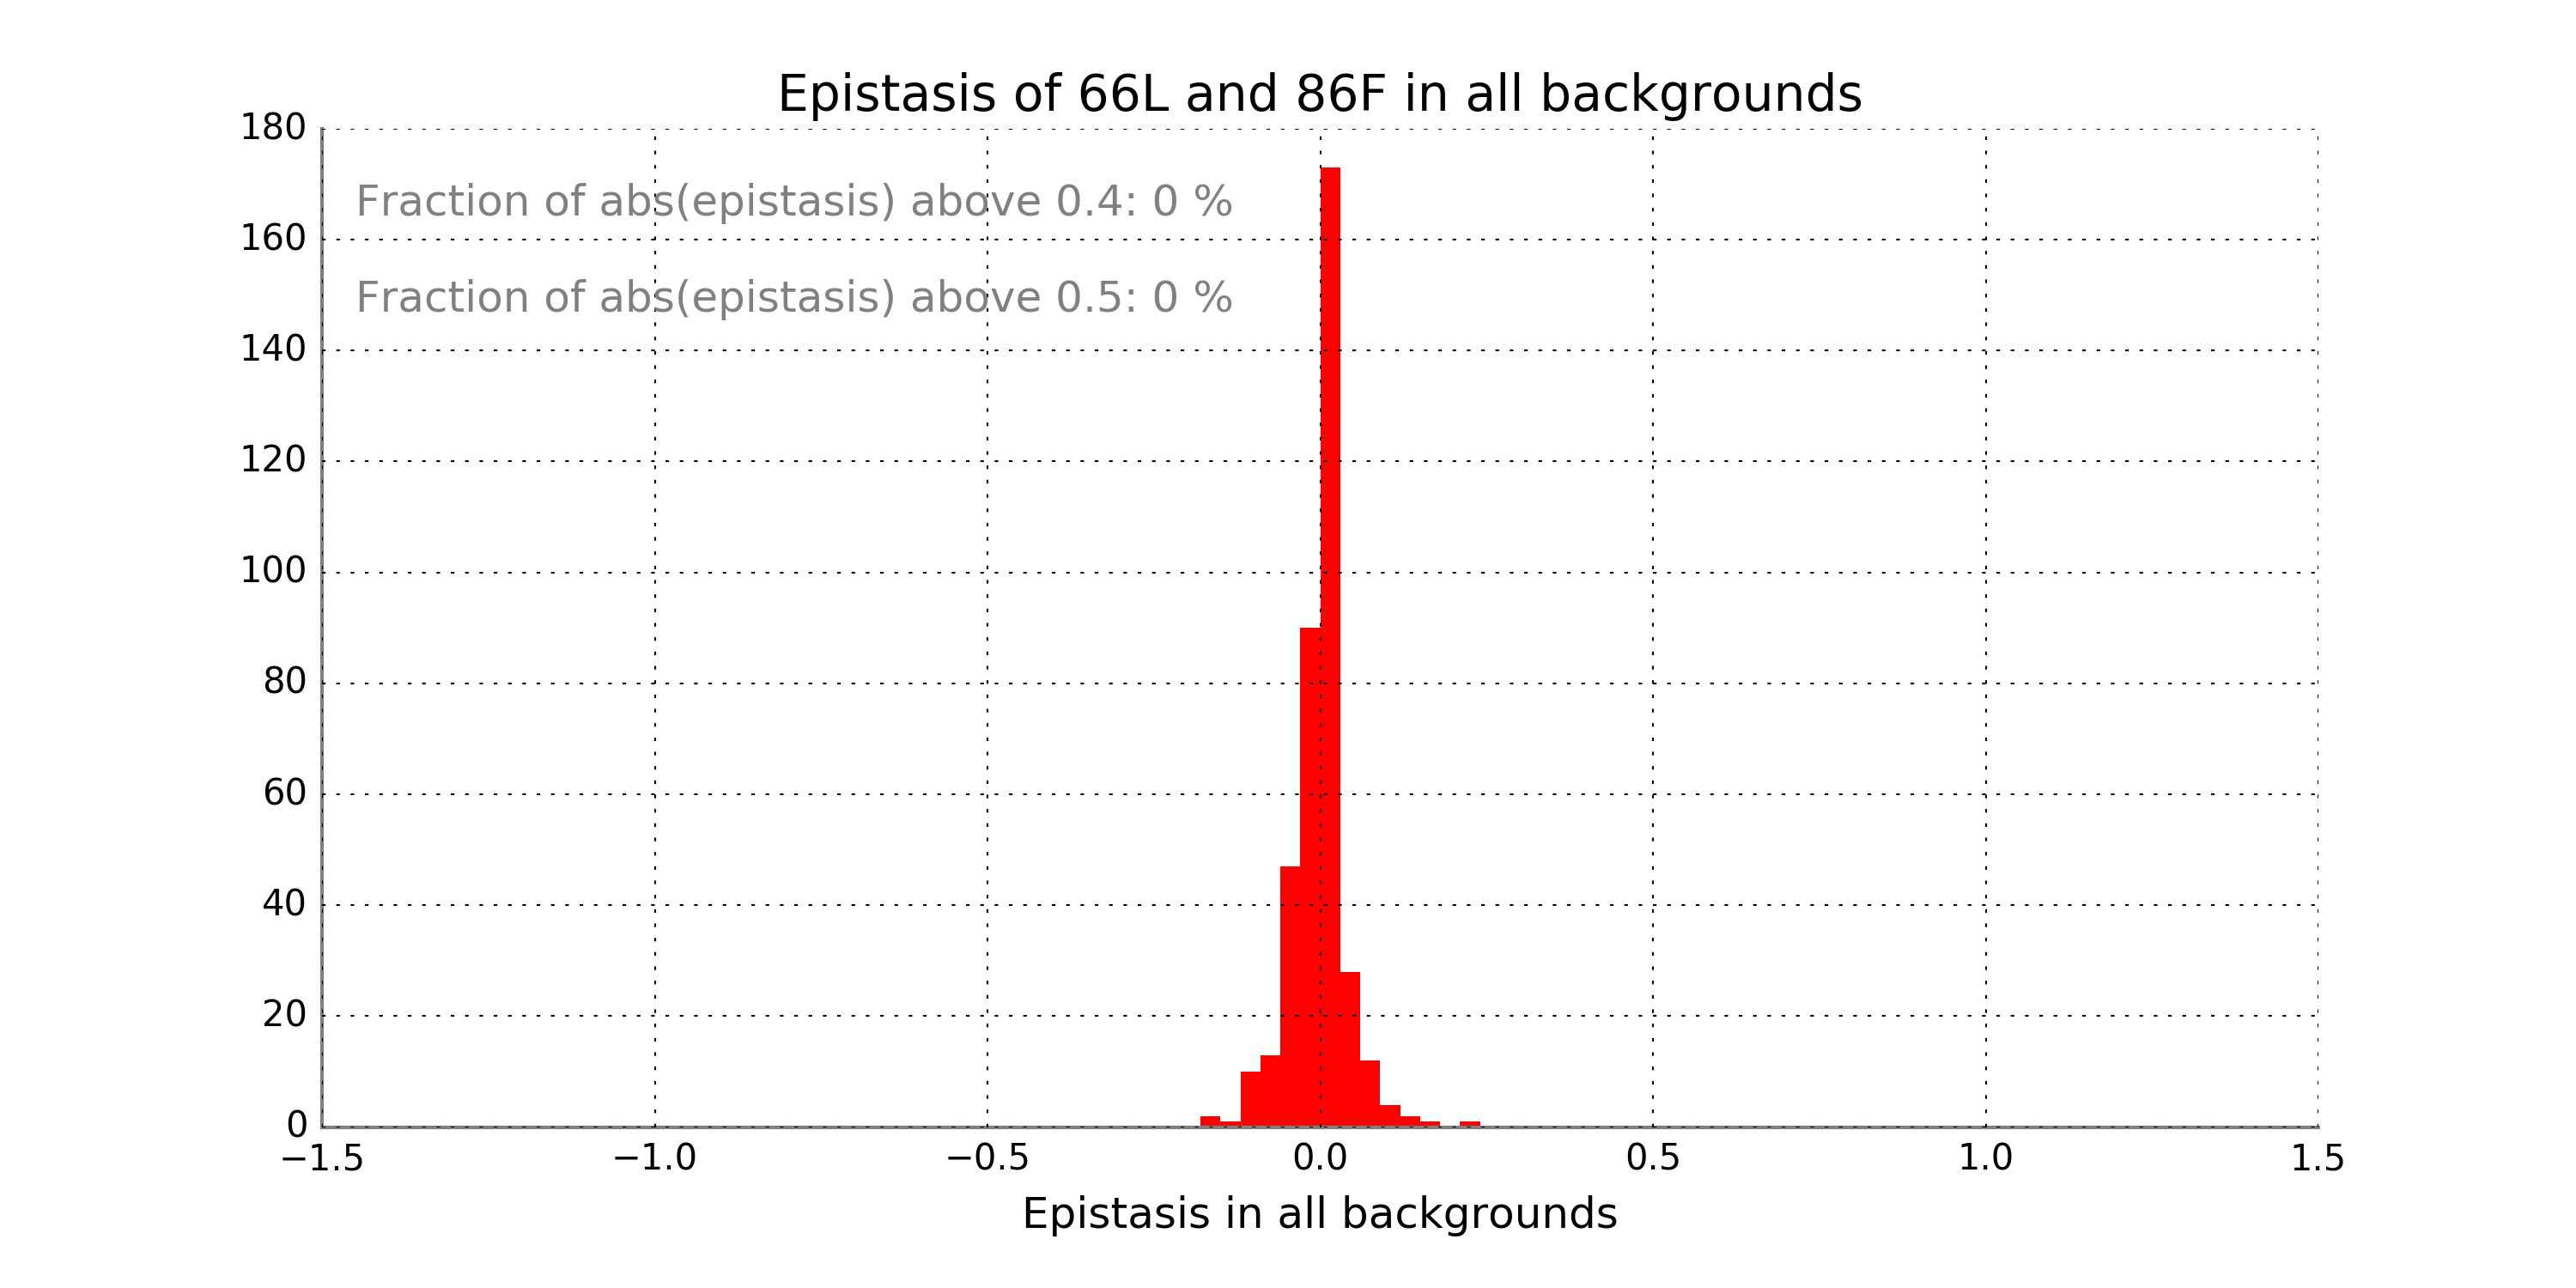 Epistasis of 66L and 86F in all backgrounds
180
Fraction of abs(epistasis) above 0.4: 0 %
160
Fraction of abs(epistasis) above 0.5: 0 %
140
120
100
80
60
40
20
0
−1.5 −1.0 −0.5 0.0 0.5 1.0 1.5
Epistasis in all backgrounds